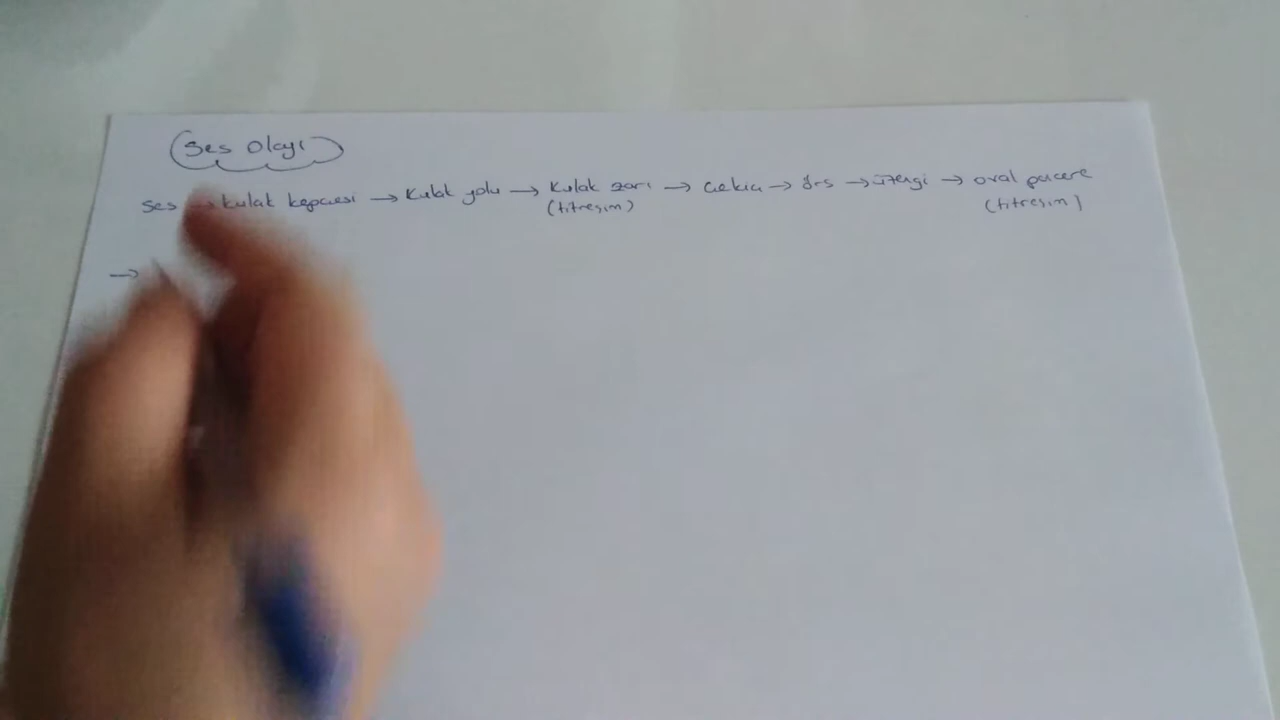 Ses Olayı
Ses → kulak kepçesi → Kulak yolu → Kulak zarı → Çekiç → Örs → üzengi → oval pencere
(titreşim) (titreşim)
→